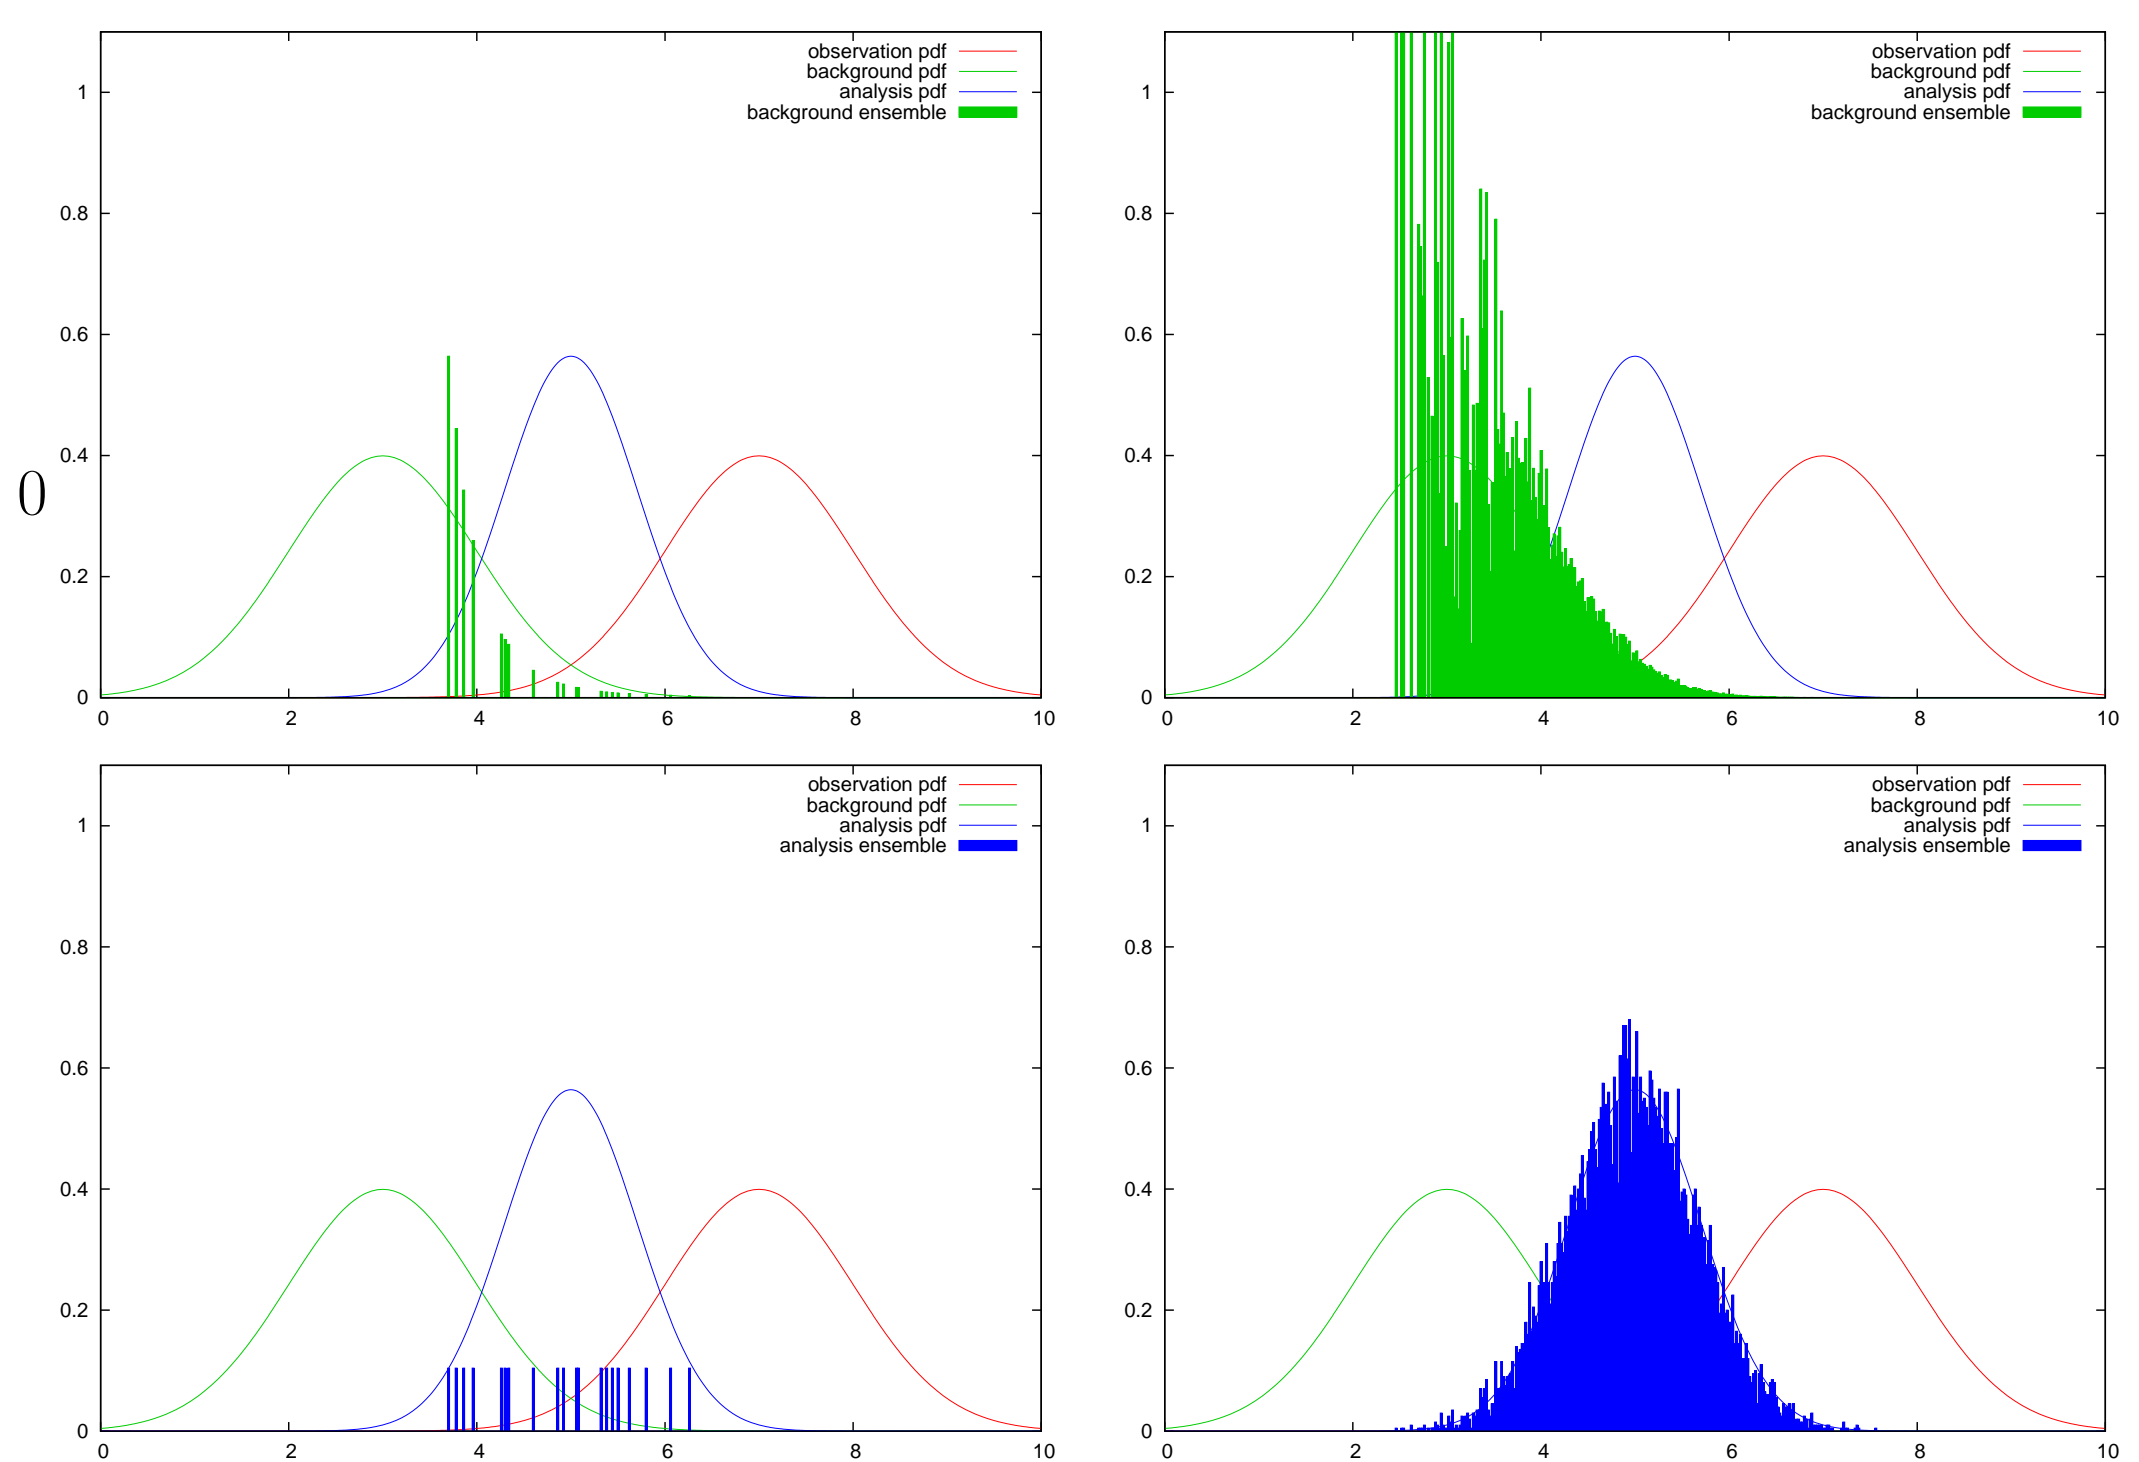 observation pdf
background pdf
analysis pdf
background ensemble
1
0.8
0.6
0.4
0.2
0
0 2 4 6 8 10
observation pdf
background pdf
analysis pdf
background ensemble
1
0.8
0.6
0.4
0.2
0
0 2 4 6 8 10
0
observation pdf
background pdf
analysis pdf
analysis ensemble
1
0.8
0.6
0.4
0.2
0
0 2 4 6 8 10
observation pdf
background pdf
analysis pdf
analysis ensemble
1
0.8
0.6
0.4
0.2
0
0 2 4 6 8 10